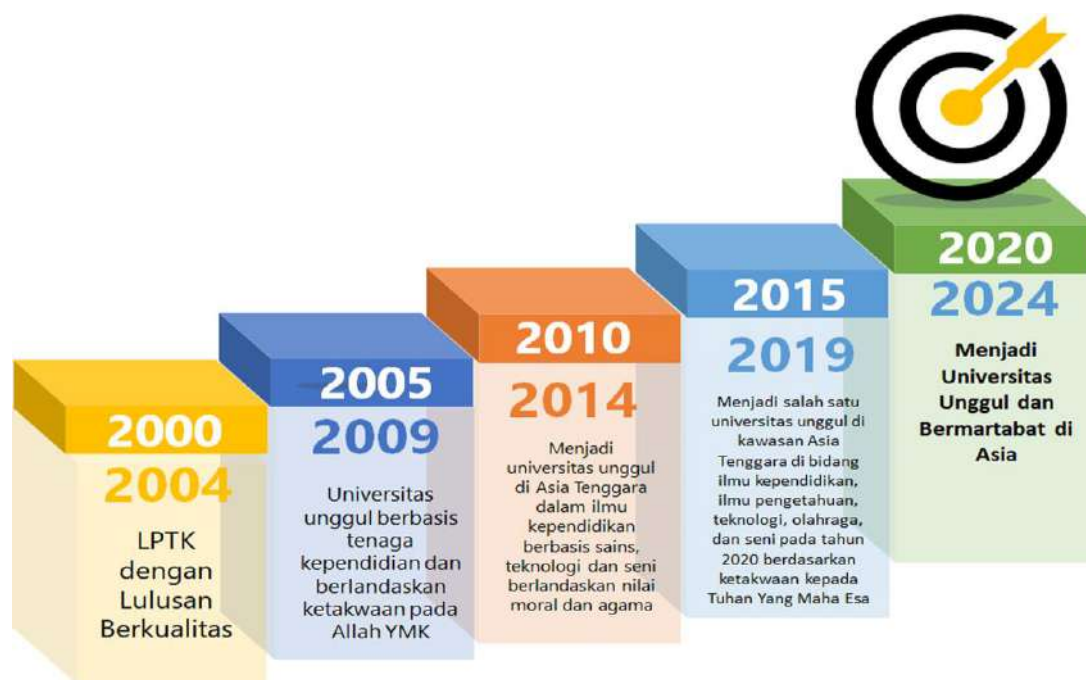 2000
2004
LPTK
dengan
Lulusan
Berkualitas
2005
2009
Universitas
unggul berbasis
tenaga
kependidian dan
berlandaskan
ketakwaan pada
Allah YMK
2010
2014
Menjadi
universitas unggul
di Asia Tenggara
dalam ilmu
kependidikan
berbasis sains,
teknologi dan seni
berlandaskan nilai
moral dan agama
2015
2019
Menjadi salah satu
universitas unggul di
kawasan Asia
Tenggara di bidang
ilmu kependidikan,
ilmu pengetahuan,
teknologi, olahraga,
dan seni pada tahun
2020 berdasarkan
ketakwaan kepada
Tuhan Yang Maha Esa
2020
2024
Menjadi
Universitas
Unggul dan
Bermartabat di
Asia